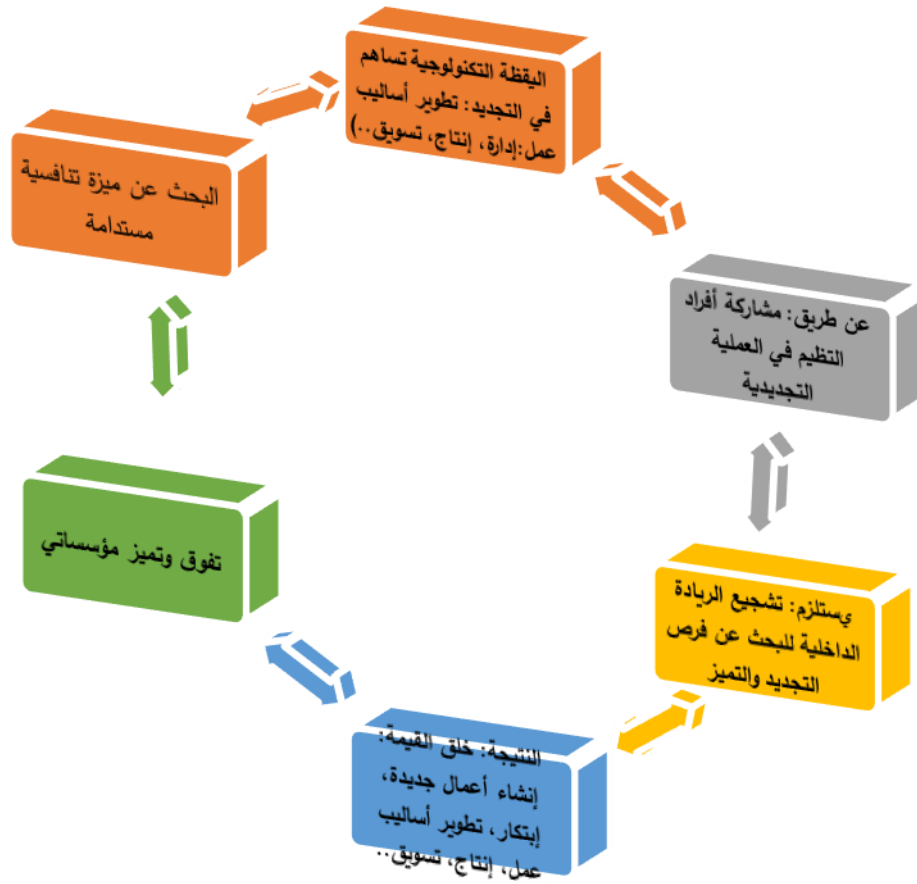 اليقظة التكنولوجية تساهم
في التجديد: تطوير أساليب
عمل:إدارة، إنتاج، تسويق..)
عن طريق: مشاركة أفراد
التظيم في العملية
التجديدية
يستلزم: تشجيع الريادة
الداخلية للبحث عن فرص
التجديد والتميز
النتيجة: خلق القيمة:
إنشاء أعمال جديدة،
إبتكار، تطوير أساليب
عمل، إنتاج، تسويق..
تفوق وتميز مؤسساتي
البحث عن ميزة تنافسية
مستدامة